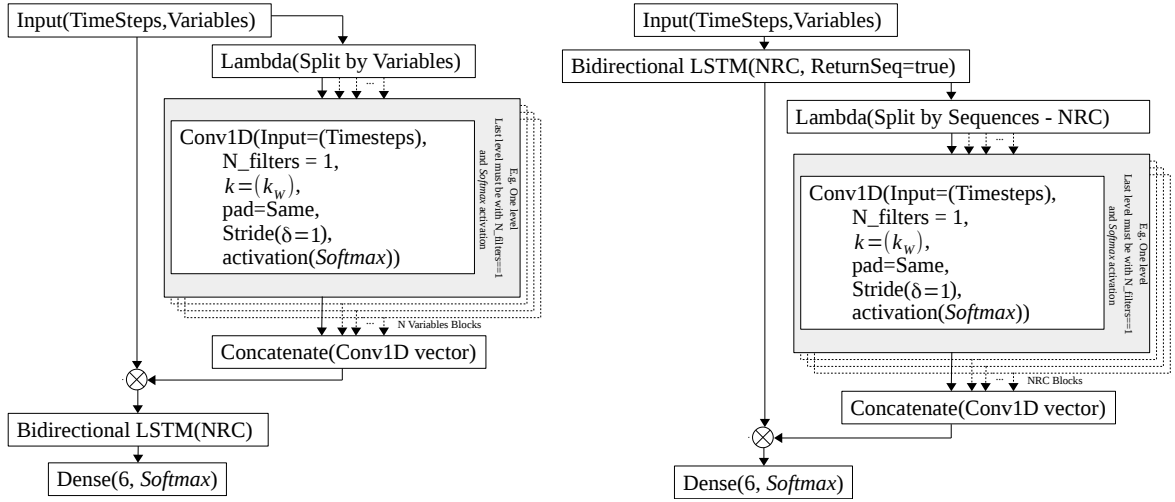 Input(TimeSteps,Variables)
Lambda(Split by Variables)
...
Conv1D(Input=(Timesteps),
N_filters = 1,
k=(k_W),
pad=Same,
Stride(δ=1),
activation(Softmax))
E.g. One level
Last level must be with N_filters==1
and Softmax activation
... N Variables Blocks
Concatenate(Conv1D vector)
Bidirectional LSTM(NRC)
Dense(6, Softmax)
Input(TimeSteps,Variables)
Bidirectional LSTM(NRC, ReturnSeq=true)
Lambda(Split by Sequences - NRC)
...
Conv1D(Input=(Timesteps),
N_filters = 1,
k=(k_W),
pad=Same,
Stride(δ=1),
activation(Softmax))
E.g. One level
Last level must be with N_filters==1
and Softmax activation
... NRC Blocks
Concatenate(Conv1D vector)
Dense(6, Softmax)